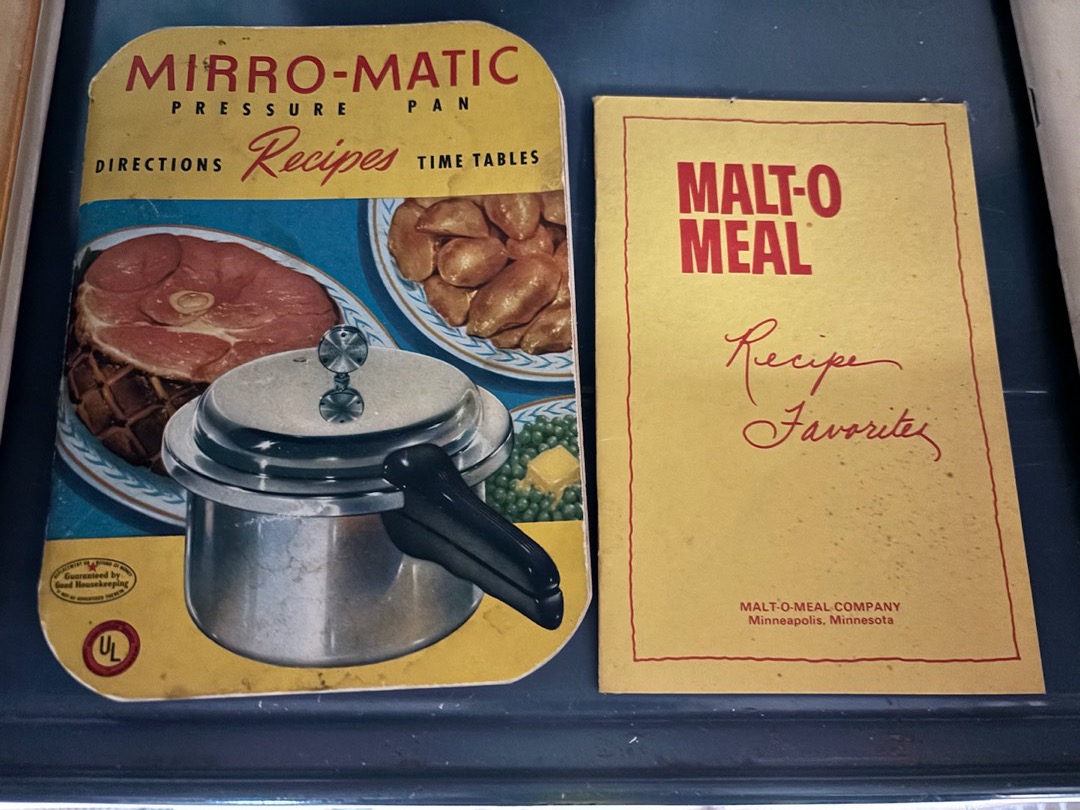 MIRRO-MATIC
PRESSURE PAN
DIRECTIONS Recipes TIME TABLES
Guaranteed by
Good Housekeeping
UL
MALT-O
MEAL
Recipe
Favorites
MALT-O-MEAL COMPANY
Minneapolis, Minnesota